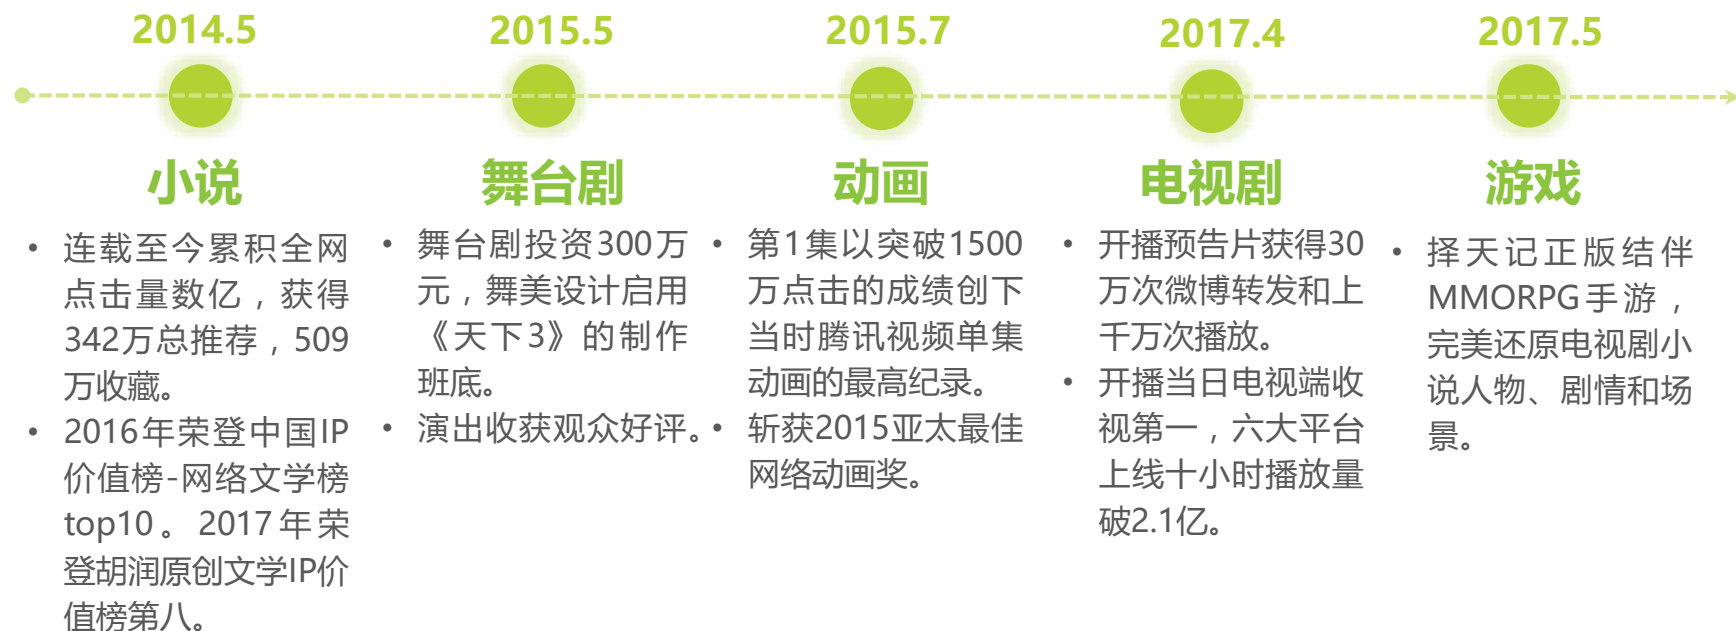 2014.5
小说
• 连载至今累积全网
点击量数亿，获得
342万总推荐，509
万收藏。
• 2016年荣登中国IP
价值榜-网络文学榜
top10。2017年荣
登胡润原创文学IP价
值榜第八。
2015.5
舞台剧
• 舞台剧投资300万
元，舞美设计启用
《天下3》的制作
班底。
• 演出收获观众好评。
2015.7
动画
• 第1集以突破1500
万点击的成绩创下
当时腾讯视频单集
动画的最高纪录。
• 斩获2015亚太最佳
网络动画奖。
2017.4
电视剧
• 开播预告片获得30
万次微博转发和上
千万次播放。
• 开播当日电视端收
视第一，六大平台
上线十小时播放量
破2.1亿。
2017.5
游戏
• 择天记正版结伴
MMORPG手游，
完美还原电视剧小
说人物、剧情和场
景。